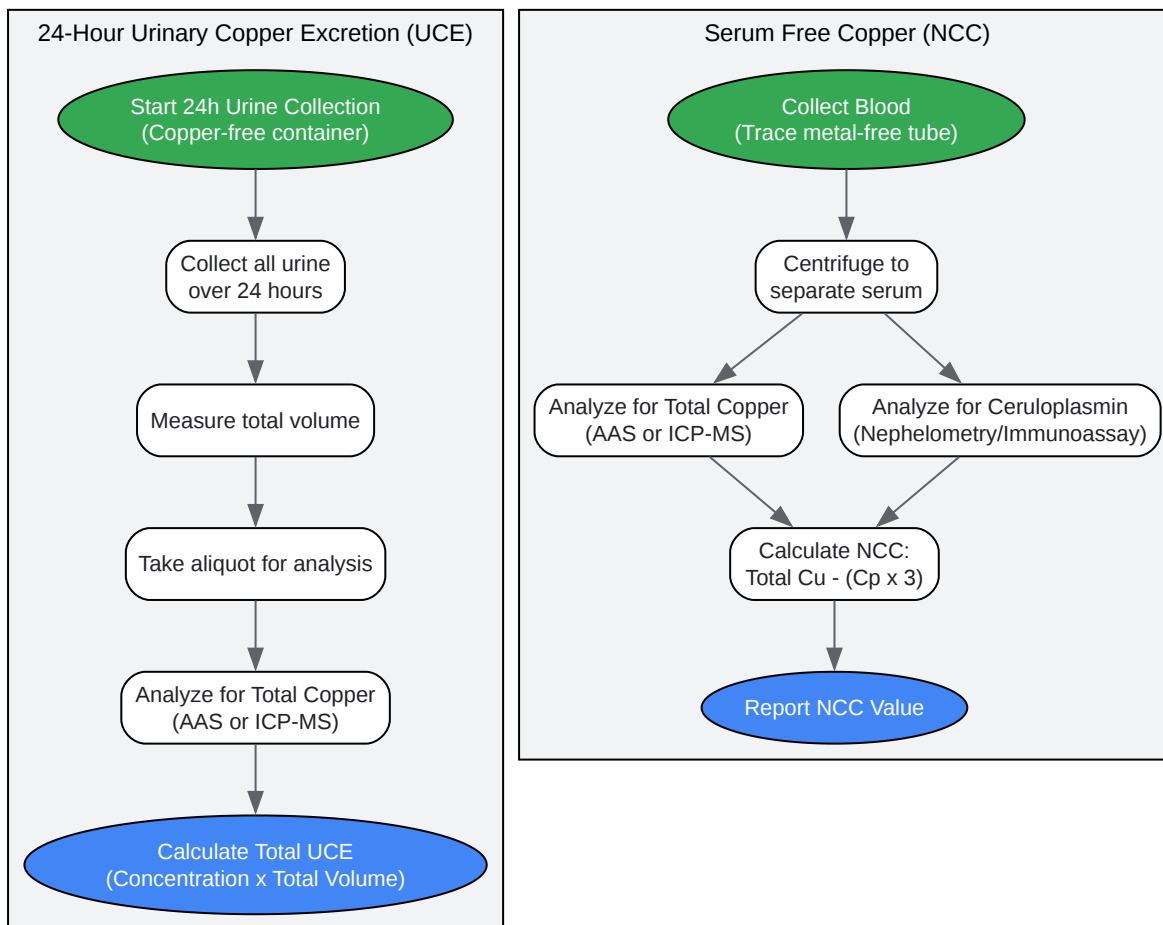 24-Hour Urinary Copper Excretion (UCE)
Start 24h Urine Collection
(Copper-free container)
Collect all urine
over 24 hours
Measure total volume
Take aliquot for analysis
Analyze for Total Copper
(AAS or ICP-MS)
Calculate Total UCE
(Concentration x Total Volume)
Serum Free Copper (NCC)
Collect Blood
(Trace metal-free tube)
Centrifuge to
separate serum
Analyze for Total Copper
(AAS or ICP-MS)
Analyze for Ceruloplasmin
(Nephelometry/Immunoassay)
Calculate NCC:
Total Cu - (Cp x 3)
Report NCC Value